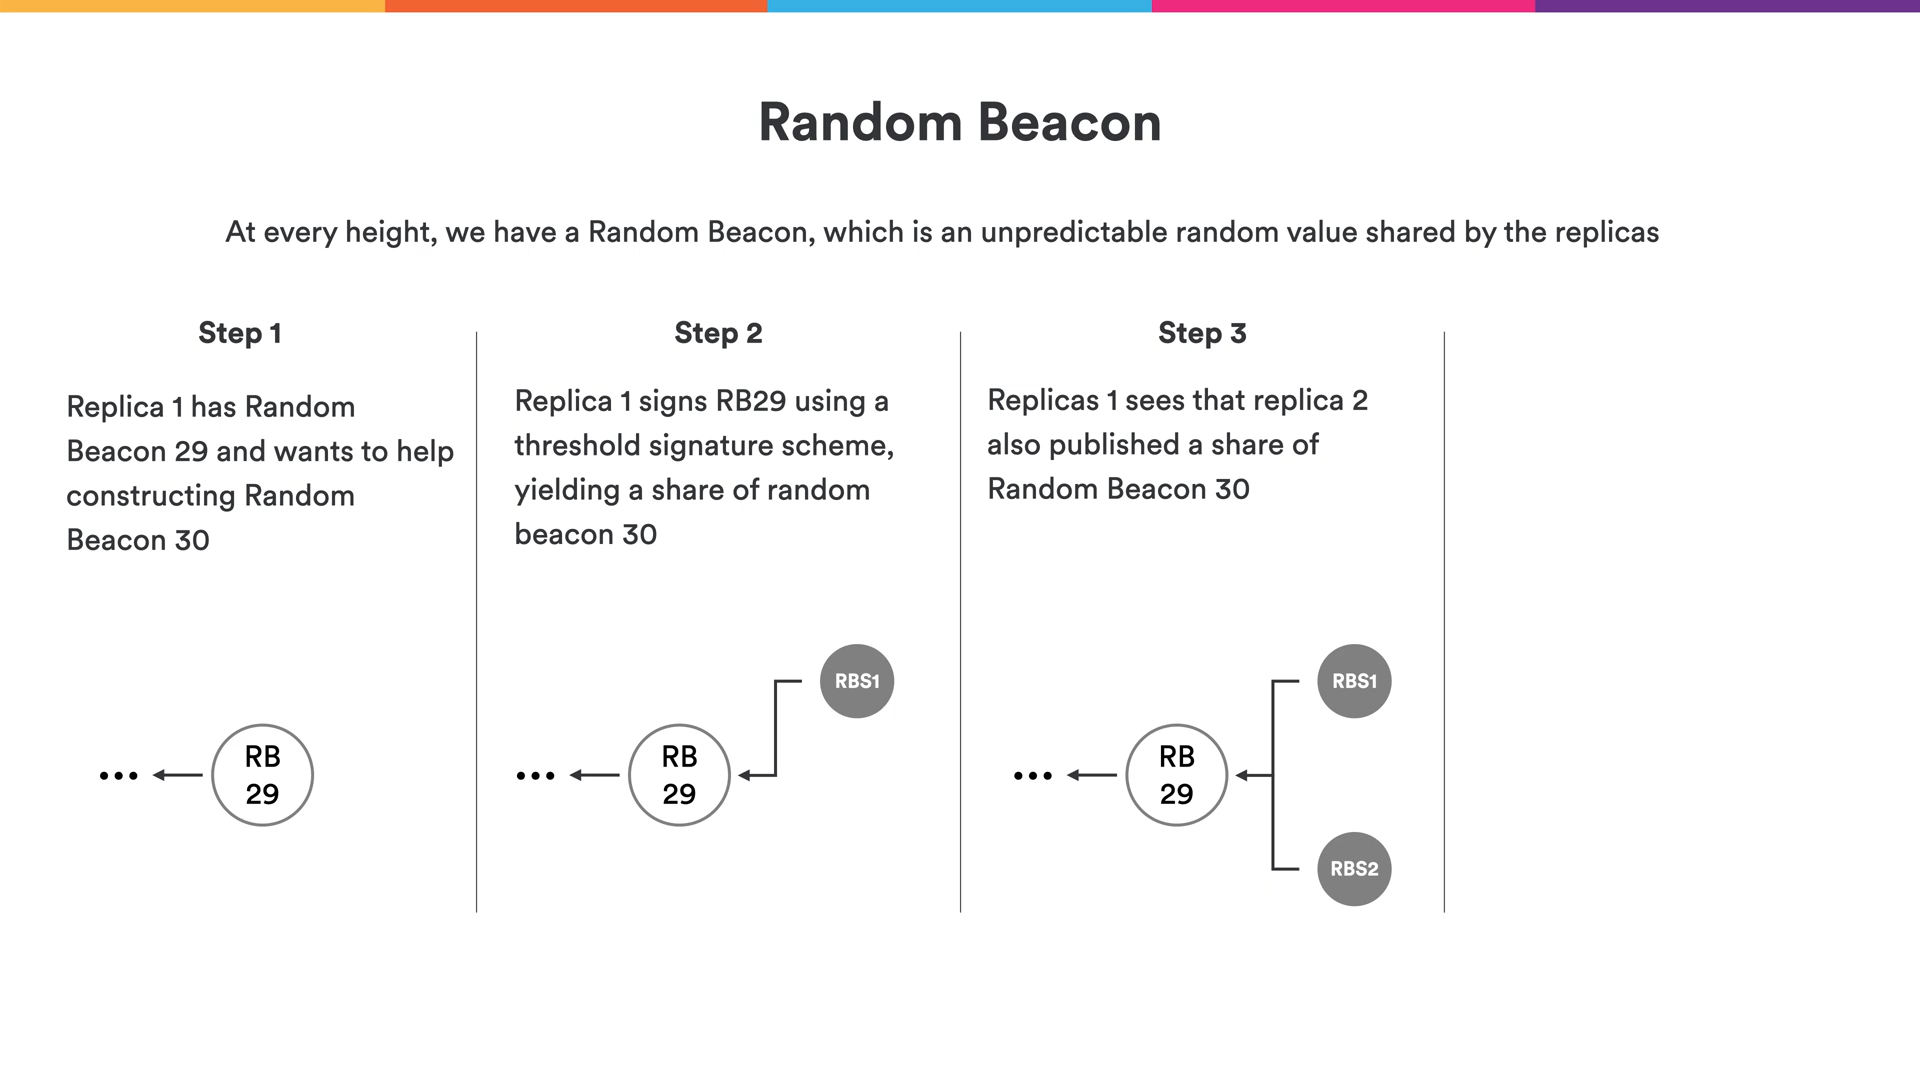 Random Beacon
At every height, we have a Random Beacon, which is an unpredictable random value shared by the replicas
Step 1
Replica 1 has Random
Beacon 29 and wants to help
constructing Random
Beacon 30
••• RB
29
Step 2
Replica 1 signs RB29 using a
threshold signature scheme,
yielding a share of random
beacon 30
RBS1
••• RB
29
Step 3
Replicas 1 sees that replica 2
also published a share of
Random Beacon 30
RBS1
••• RB
29
RBS2